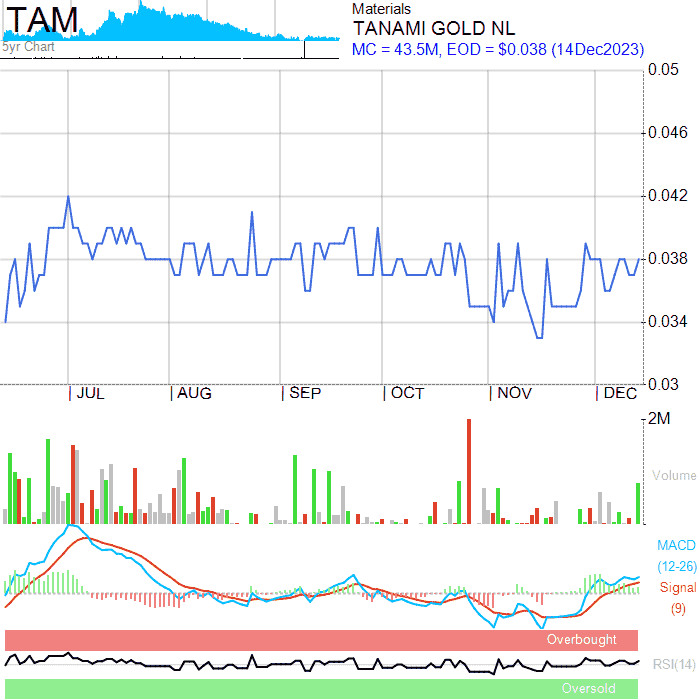 TAM
5yr Chart
Materials
TANAMI GOLD NL
MC = 43.5M, EOD = $0.038 (14Dec2023)
0.05
0.046
0.042
0.038
0.034
0.03
JUL AUG SEP OCT NOV DEC
2M
Volume
MACD
(12-26)
Signal
(9)
Overbought
RSI(14)
Oversold